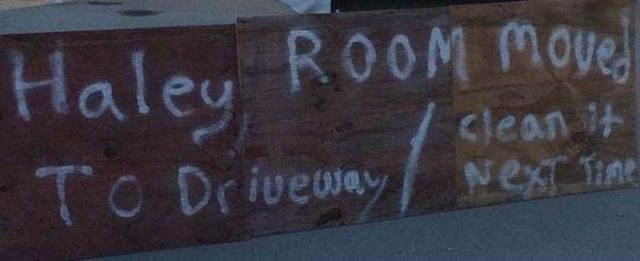 Haley ROOM Moved
To Driveway / clean it
Next Time